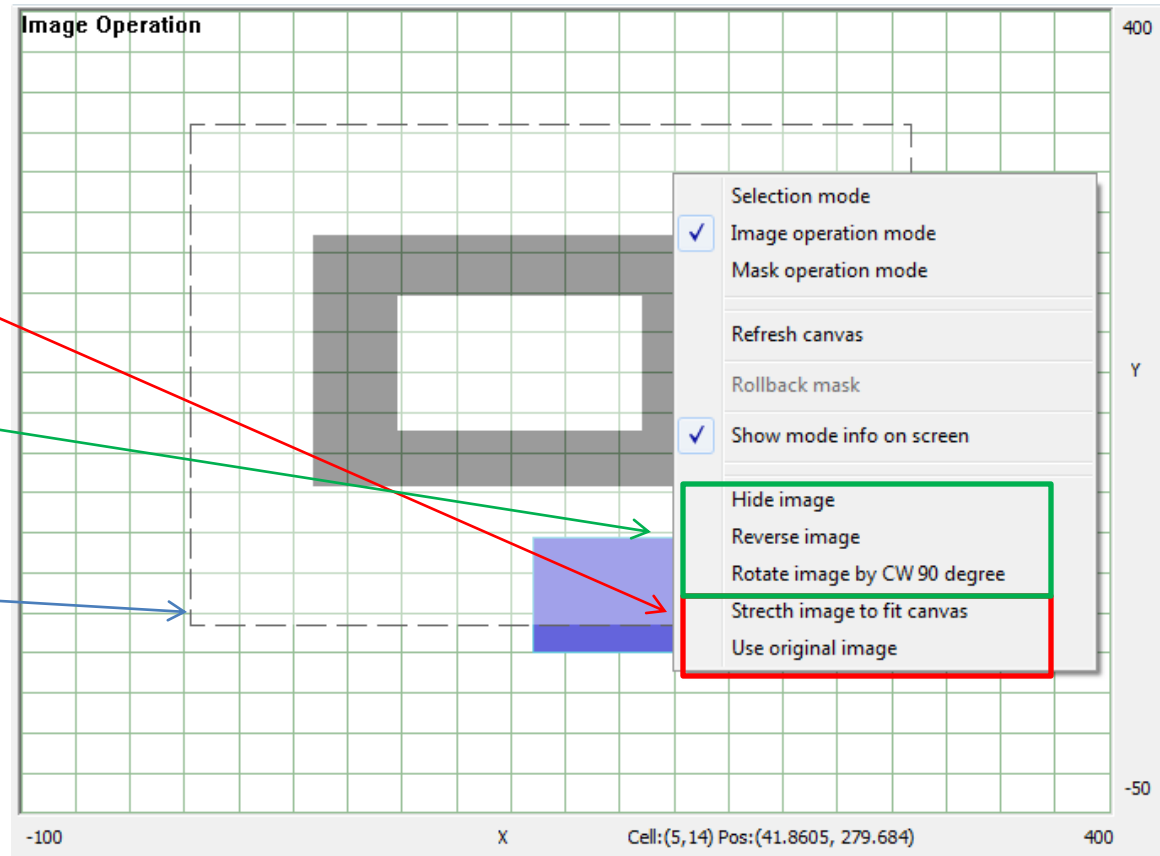 Image Operation
400
Selection mode
Image operation mode
Mask operation mode
Refresh canvas
Y
Rollback mask
Show mode info on screen
Hide image
Reverse image
Rotate image by CW 90 degree
Strecth image to fit canvas
Use original image
-50
-100 X Cell:(5,14) Pos:(41.8605, 279.684) 400